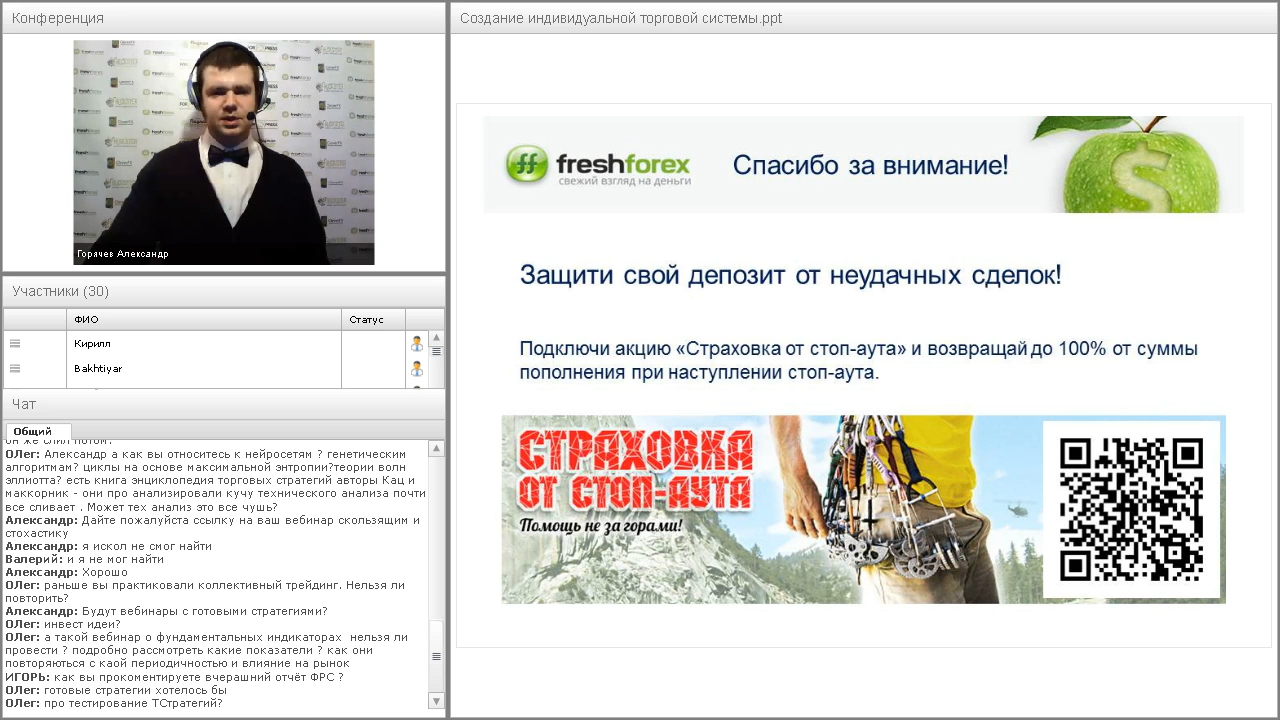 Конференция
Горячев Александр
Участники (30)
ФИО
Статус
Кирилл
Bakhtiyar
Чат
Общий
ОЛег: Александр а как вы относитесь к нейросетям ? генетическим
алгоритмам? циклы на основе максимальной энтропии?теории волн
есть книга энциклопедия торговых стратегий авторы Кац и
маккормик - они про анализировали кучу технического анализа почти
все сливает . Может тех анализ это все чушь?
Александр: Дайте пожалуйста ссылку на ваш вебинар скользящим и
стохастику
Александр: я искол не смог найти
Валерий: и я не мог найти
Александр: Хорошо
ОЛег: раньше вы практиковали коллективный трейдинг. Нельзя ли
повторить?
Александр: Будут вебинары с готовыми стратегиями?
ОЛег: инвест идеи?
ОЛег: а такой вебинар о фундаментальных индикаторах нельзя ли
провести ? подробно рассмотреть какие показатели ? как они
повторяються с каой периодичностью и влияние на рынок
ИГОРЬ: как вы прокоментируете вчерашний отчёт ФРС ?
ОЛег: готовые стратегии хотелось бы
ОЛег: про тестирование ТСтратегий?
Создание индивидуальной торговой системы.ppt
ff freshforex
свежий взгляд на деньги
Спасибо за внимание!
Защити свой депозит от неудачных сделок!
Подключи акцию «Страховка от стоп-аута» и возвращай до 100% от суммы
пополнения при наступлении стоп-аута.
СТРАХОВКА
ОТ СТОП-АУТА
Помощь не за горами!